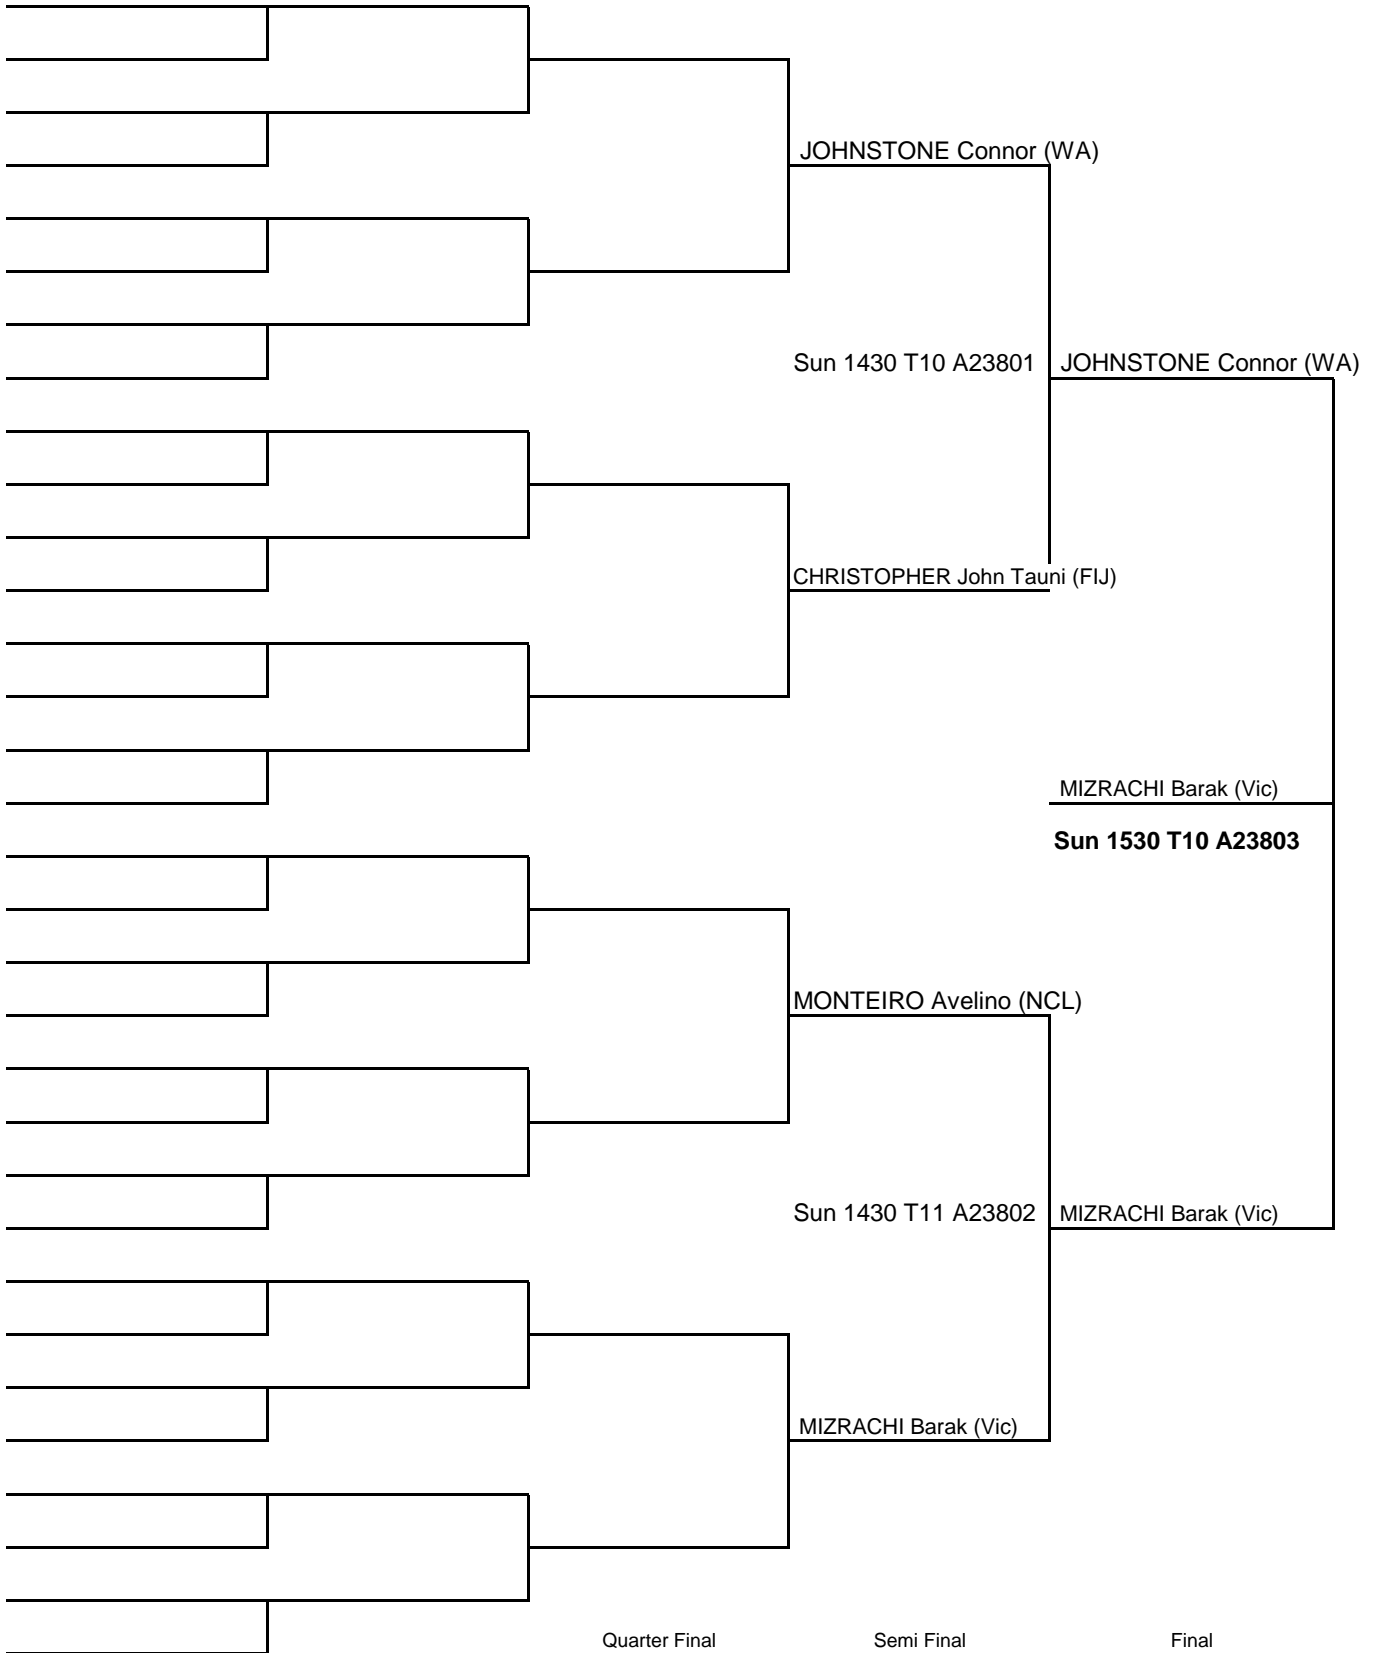 JOHNSTONE Connor (WA)
Sun 1430 T10 A23801
JOHNSTONE Connor (WA)
CHRISTOPHER John Tauni (FIJ)
MIZRACHI Barak (Vic)
Sun 1530 T10 A23803
MONTEIRO Avelino (NCL)
Sun 1430 T11 A23802
MIZRACHI Barak (Vic)
MIZRACHI Barak (Vic)
Quarter Final
Semi Final
Final